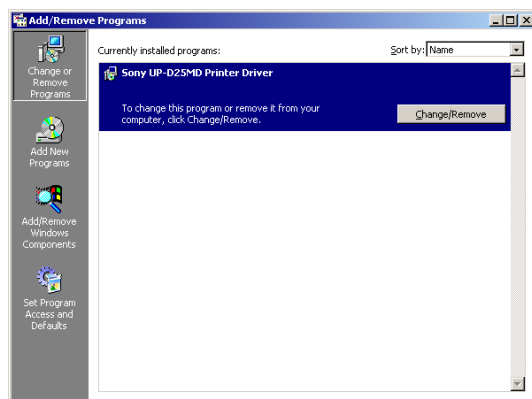 Add/Remove Programs
Change or
Remove
Programs
Add New
Programs
Add/Remove
Windows
Components
Set Program
Access and
Defaults
Currently installed programs:
Sort by: Name
Sony UP-D25MD Printer Driver
To change this program or remove it from your
computer, click Change/Remove.
Change/Remove